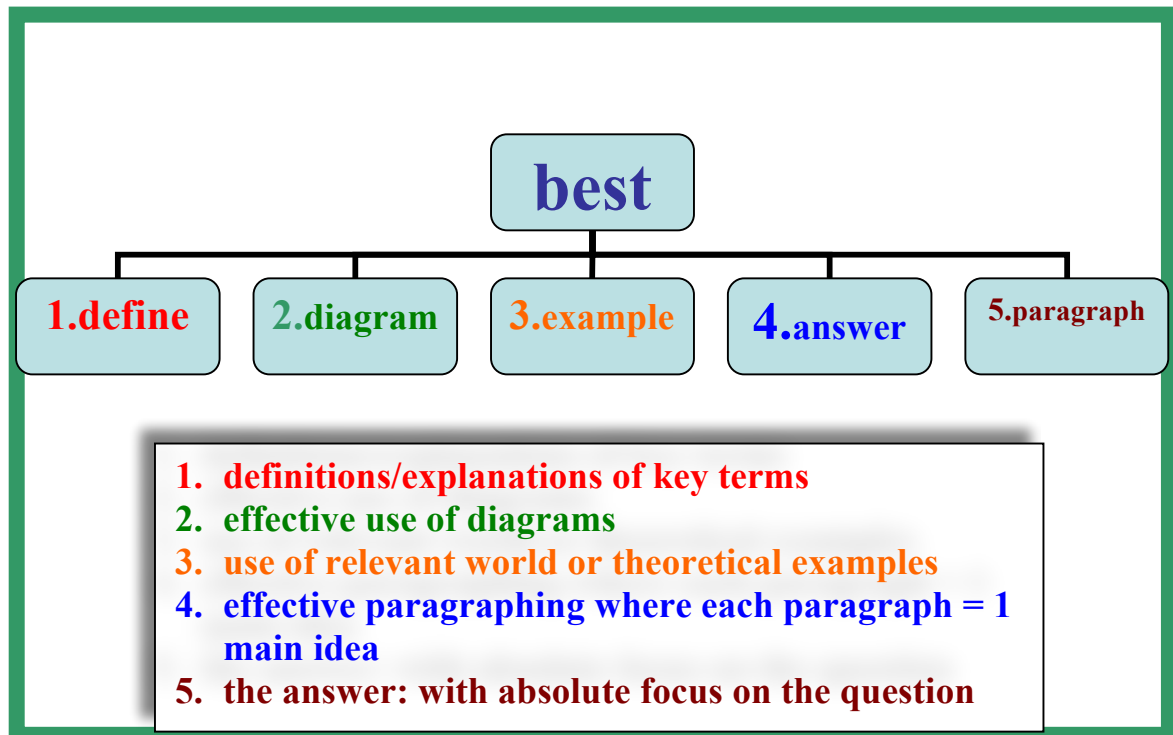 best
1.define
2.diagram
3.example
4.answer
5.paragraph
1. definitions/explanations of key terms
2. effective use of diagrams
3. use of relevant world or theoretical examples
4. effective paragraphing where each paragraph = 1
main idea
5. the answer: with absolute focus on the question